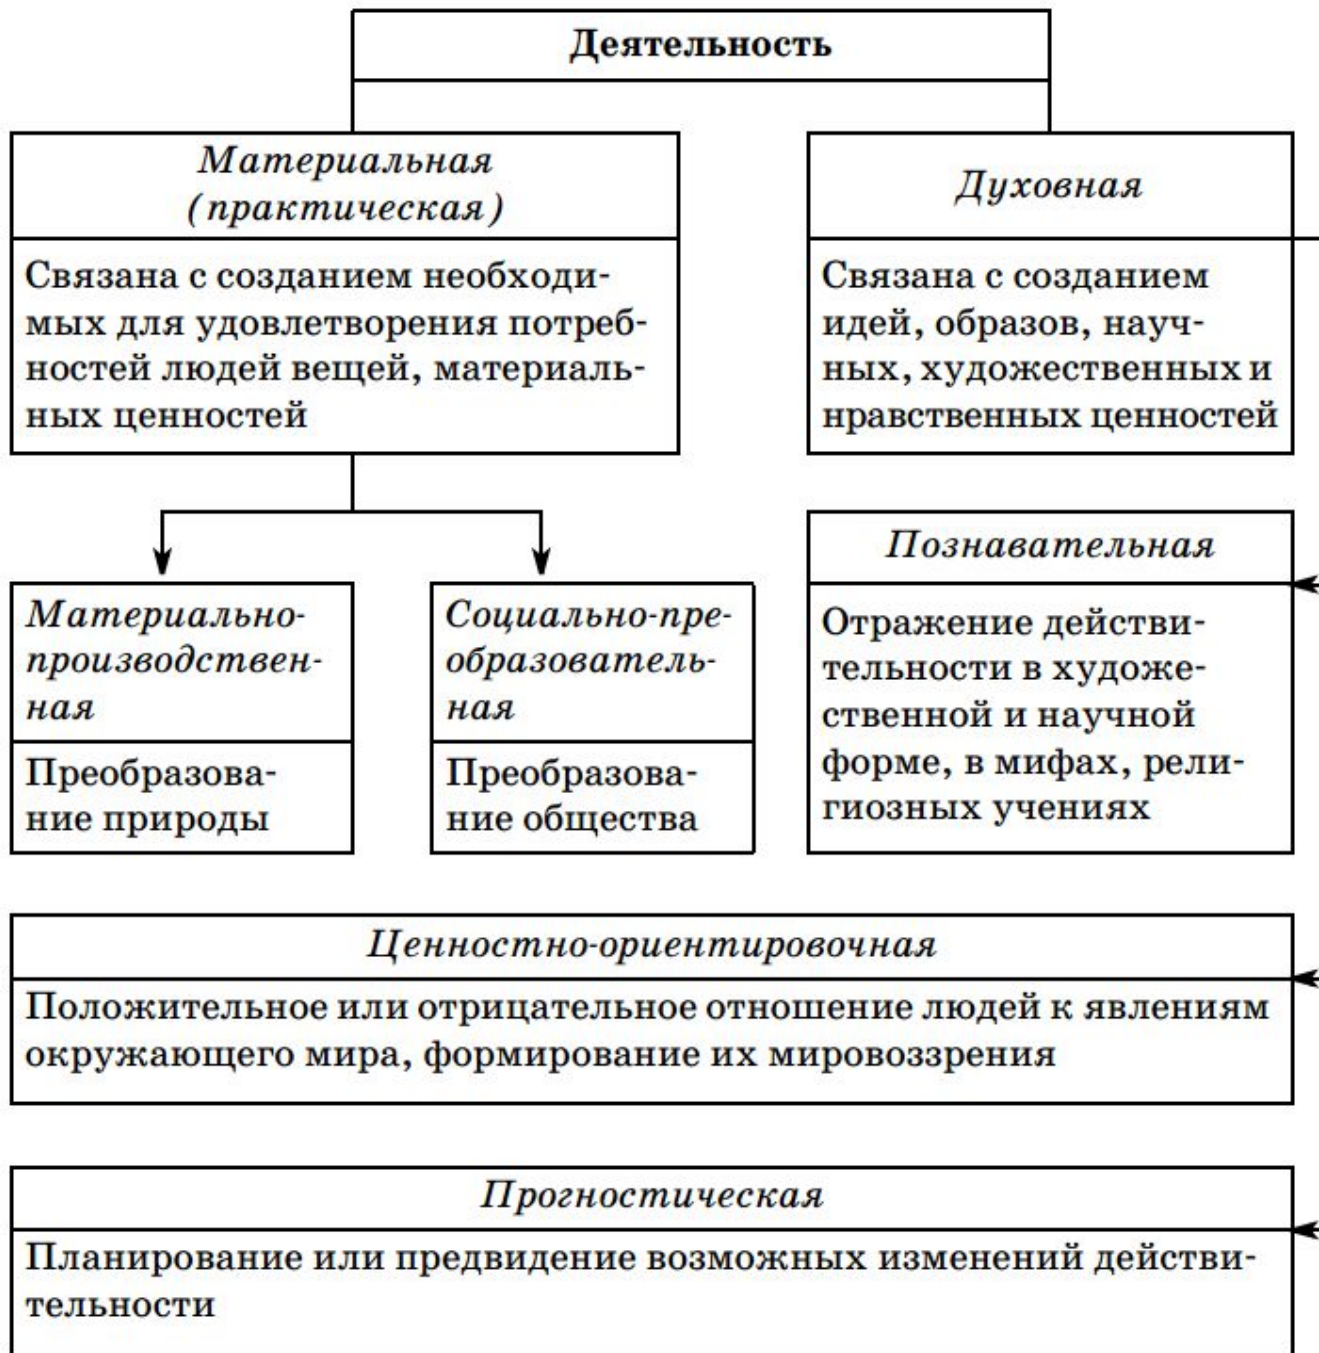 Деятельность
Материальная
(практическая)
Связана с созданием необходи-
мых для удовлетворения потреб-
ностей людей вещей, материаль-
ных ценностей
Духовная
Связана с созданием
идей, образов, науч-
ных, художественных и
нравственных ценностей
Материально-
производствен-
ная
Преобразова-
ние природы
Социально-пре-
образователь-
ная
Преобразова-
ние общества
Познавательная
Отражение действи-
тельности в художе-
ственной и научной
форме, в мифах, рели-
гиозных учениях
Ценностно-ориентировочная
Положительное или отрицательное отношение людей к явлениям
окружающего мира, формирование их мировоззрения
Прогностическая
Планирование или предвидение возможных изменений действи-
тельности